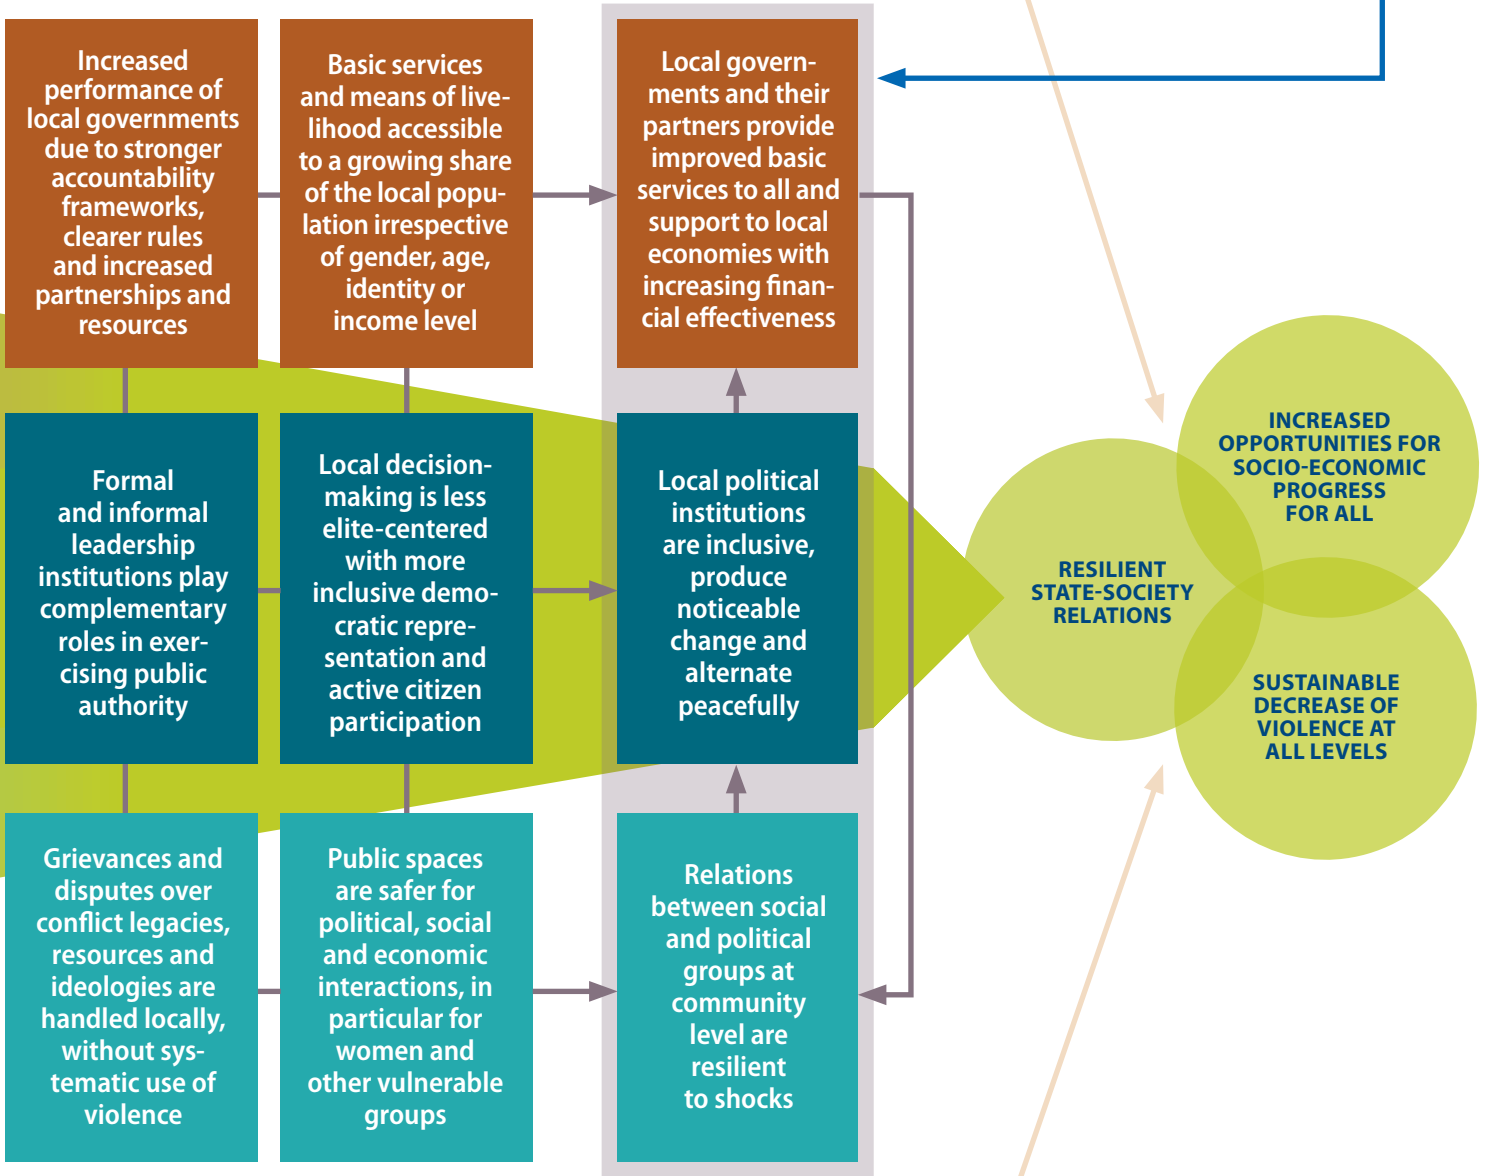 Increased
performance of
local governments
due to stronger
accountability
frameworks,
clearer rules
and increased
partnerships and
resources
Basic services
and means of live-
lihood accessible
to a growing share
of the local popu-
lation irrespective
of gender, age,
identity or
income level
Local govern-
ments and their
partners provide
improved basic
services to all and
support to local
economies with
increasing finan-
cial effectiveness
Formal
and informal
leadership
institutions play
complementary
roles in exer-
cising public
authority
Local decision-
making is less
elite-centered
with more
inclusive demo-
cratic repre-
sentation and
active citizen
participation
Local political
institutions
are inclusive,
produce
noticeable
change and
alternate
peacefully
Grievances and
disputes over
conflict legacies,
resources and
ideologies are
handled locally,
without sys-
tematic use of
violence
Public spaces
are safer for
political, social
and economic
interactions, in
particular for
women and
other vulnerable
groups
Relations
between social
and political
groups at
community
level are
resilient
to shocks
RESILIENT
STATE-SOCIETY
RELATIONS
INCREASED
OPPORTUNITIES FOR
SOCIO-ECONOMIC
PROGRESS
FOR ALL
SUSTAINABLE
DECREASE OF
VIOLENCE AT
ALL LEVELS